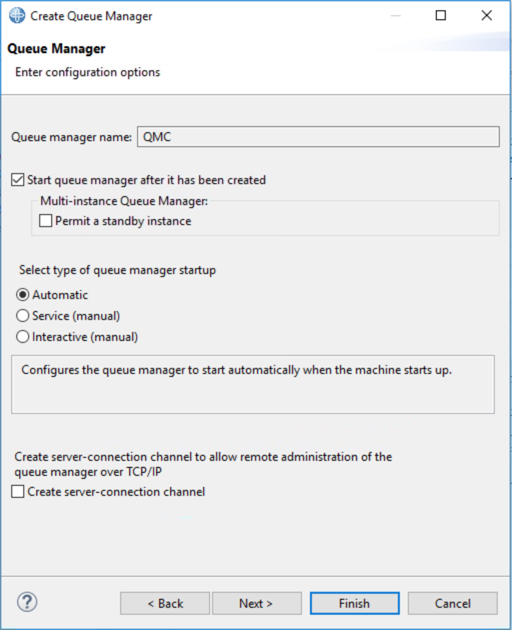 Create Queue Manager
Queue Manager
Enter configuration options
Queue manager name: QMC
Start queue manager after it has been created
Multi-instance Queue Manager:
Permit a standby instance
Select type of queue manager startup
Automatic
Service (manual)
Interactive (manual)
Configures the queue manager to start automatically when the machine starts up.
Create server-connection channel to allow remote administration of the
queue manager over TCP/IP
Create server-connection channel
? < Back Next > Finish Cancel